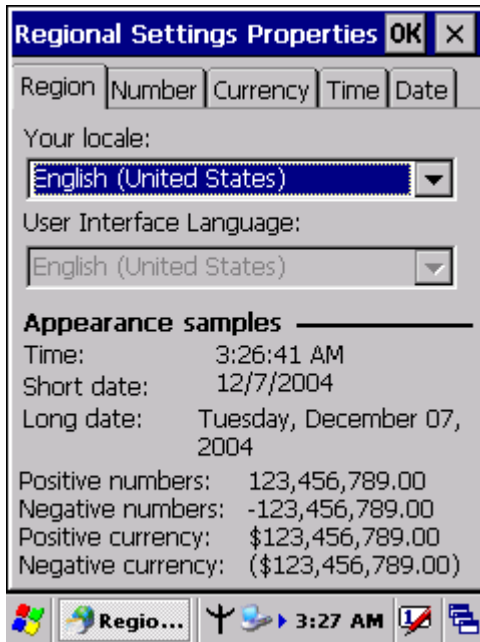 Regional Settings Properties OK ×
Region Number Currency Time Date
Your locale:
English (United States)
User Interface Language:
English (United States)
Appearance samples
Time: 3:26:41 AM
Short date: 12/7/2004
Long date: Tuesday, December 07,
2004
Positive numbers: 123,456,789.00
Negative numbers: -123,456,789.00
Positive currency: $123,456,789.00
Negative currency: ($123,456,789.00)
Regio... 3:27 AM